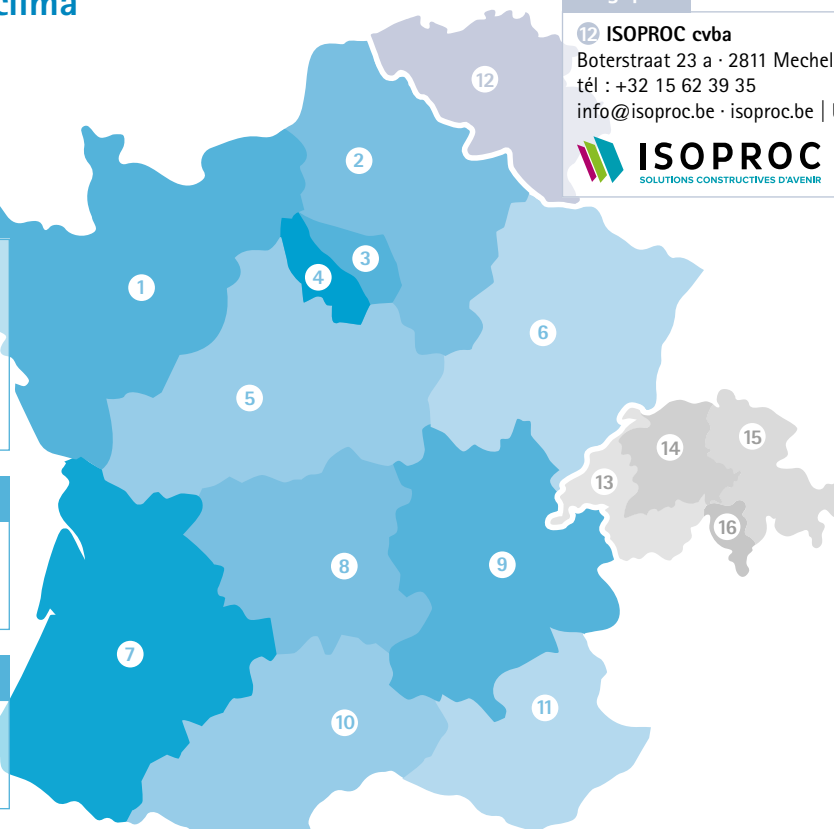 clima
12 ISOPROC cvba
Boterstraat 23 a · 2811 Mechel
tél : +32 15 62 39 35
info@isoproc.be · isoproc.be |
ISOPROC
SOLUTIONS CONSTRUCTIVES D'AVENIR
12
2
3
4
1
6
5
15
14
13
16
9
8
7
11
10